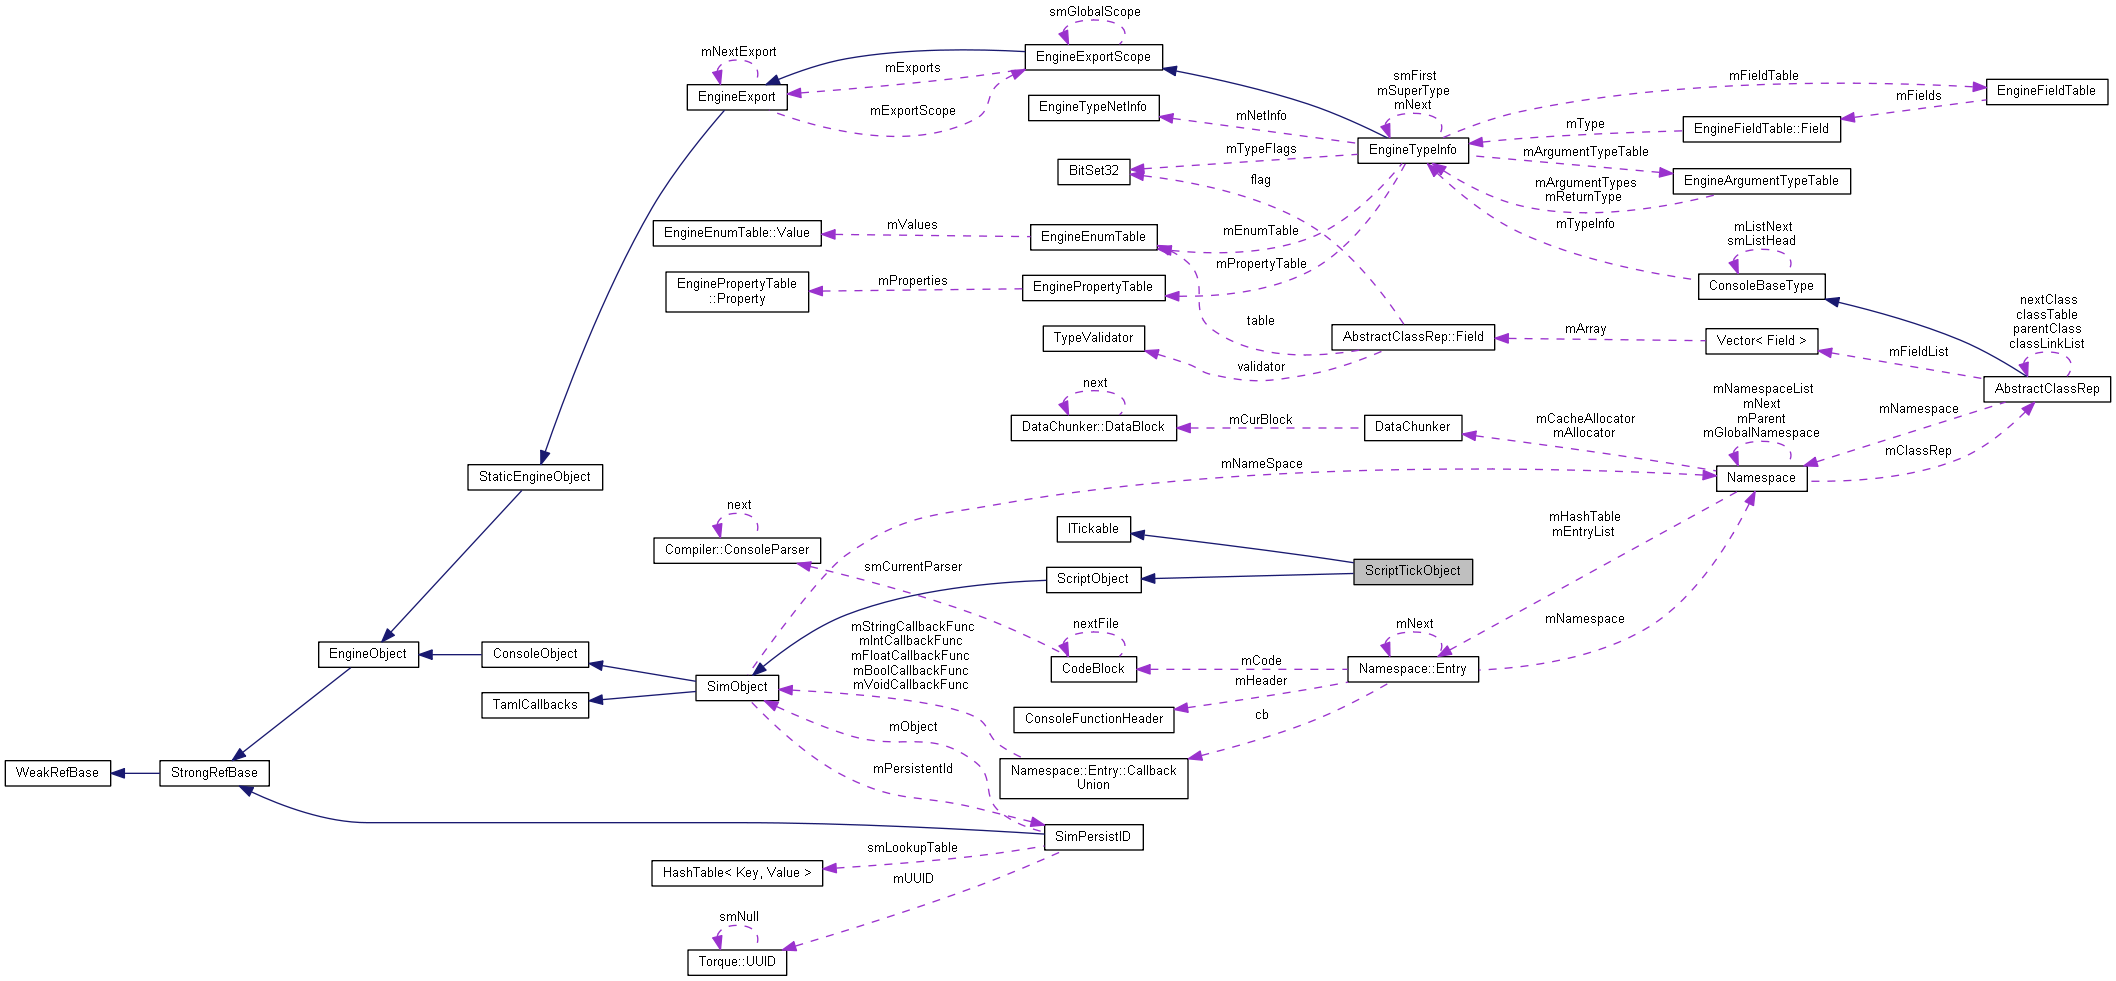 smGlobalScope
mNextExport
EngineExportScope
mExports
EngineExport
mExportScope
smFirst
mSuperType
mNext
mFieldTable
EngineFieldTable
mFields
EngineTypeNetInfo
mNetInfo
mType
EngineFieldTable::Field
EngineTypeInfo
mTypeFlags
mArgumentTypeTable
BitSet32
flag
mArgumentTypes
mReturnType
EngineArgumentTypeTable
mTypeInfo
EngineEnumTable::Value
mValues
EngineEnumTable
mEnumTable
mListNext
smListHead
mPropertyTable
EnginePropertyTable
::Property
mProperties
EnginePropertyTable
ConsoleBaseType
nextClass
classTable
parentClass
classLinkList
table
TypeValidator
AbstractClassRep::Field
mArray
Vector< Field >
mFieldList
validator
AbstractClassRep
next
DataChunker::DataBlock
mCurBlock
DataChunker
mCacheAllocator
mAllocator
mNamespaceList
mNext
mParent
mGlobalNamespace
mNamespace
mClassRep
StaticEngineObject
mNameSpace
Namespace
next
Compiler::ConsoleParser
ITickable
mHashTable
mEntryList
smCurrentParser
ScriptObject
ScriptTickObject
mStringCallbackFunc
mIntCallbackFunc
mFloatCallbackFunc
mBoolCallbackFunc
mVoidCallbackFunc
nextFile
mNext
mNamespace
EngineObject
ConsoleObject
CodeBlock
mCode
Namespace::Entry
SimObject
mHeader
TamlCallbacks
ConsoleFunctionHeader
cb
mObject
WeakRefBase
StrongRefBase
mPersistentId
Namespace::Entry::Callback
Union
SimPersistID
smLookupTable
HashTable< Key, Value >
mUUID
smNull
Torque::UUID